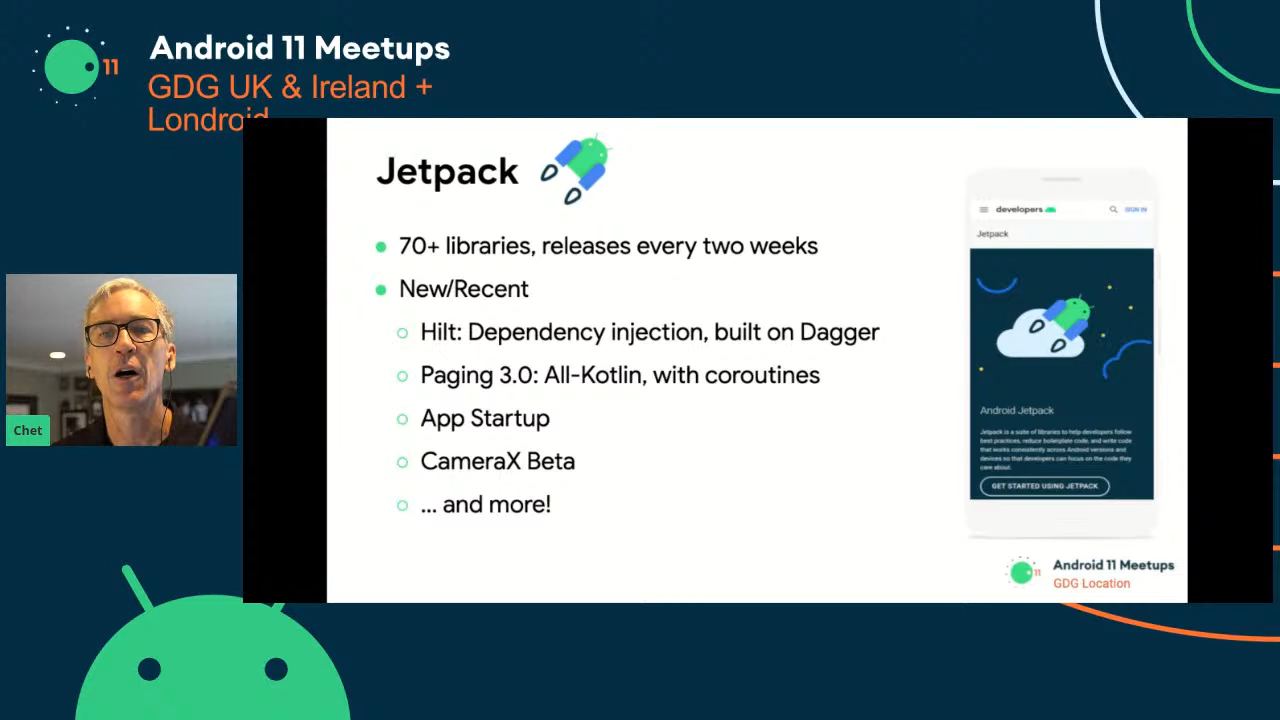 11
Android 11 Meetups
GDG UK & Ireland +
Londroid
Jetpack
70+ libraries, releases every two weeks
New/Recent
Hilt: Dependency injection, built on Dagger
Paging 3.0: All-Kotlin, with coroutines
App Startup
CameraX Beta
... and more!
developers
SIGN IN
Jetpack
Android Jetpack
Jetpack is a suite of libraries to help developers follow
best practices, reduce boilerplate code, and write code
that works consistently across Android versions and
devices so that developers can focus on the code they
care about.
GET STARTED USING JETPACK
Chet
11
Android 11 Meetups
GDG Location